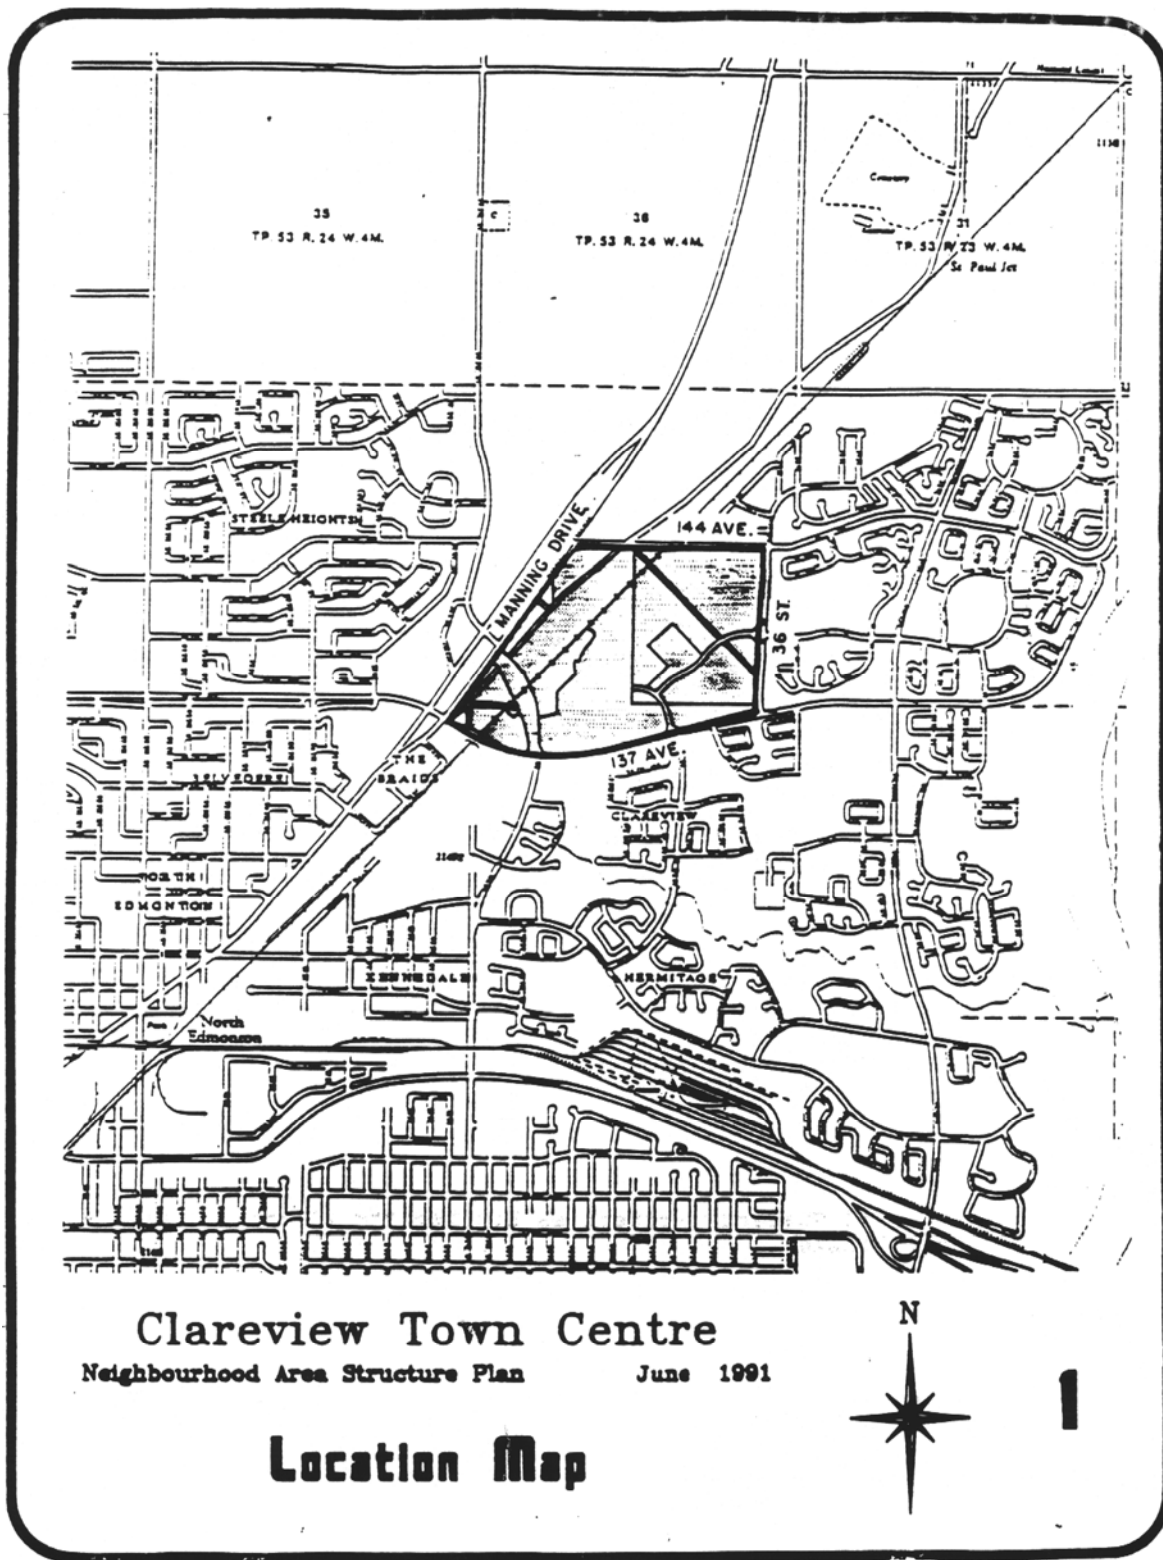 Cemetery
35
TP. 53 R. 24 W. 4M.
C
36
TP. 53 R. 24 W. 4M.
31
TP. 53 R. 23 W. 4M.
St Paul Jct
STEELE HEIGHTS
MANNING DRIVE
144 AVE.
36 ST.
137 AVE.
THE
BRAIDS
BELVEDERE
CLAREVIEW
NORTH
EDMONTON
KENNEDALE
HERMITAGE
Park
North
Edmonson
Clareview Town Centre
Neighbourhood Area Structure Plan June 1991
Location Map
N
1